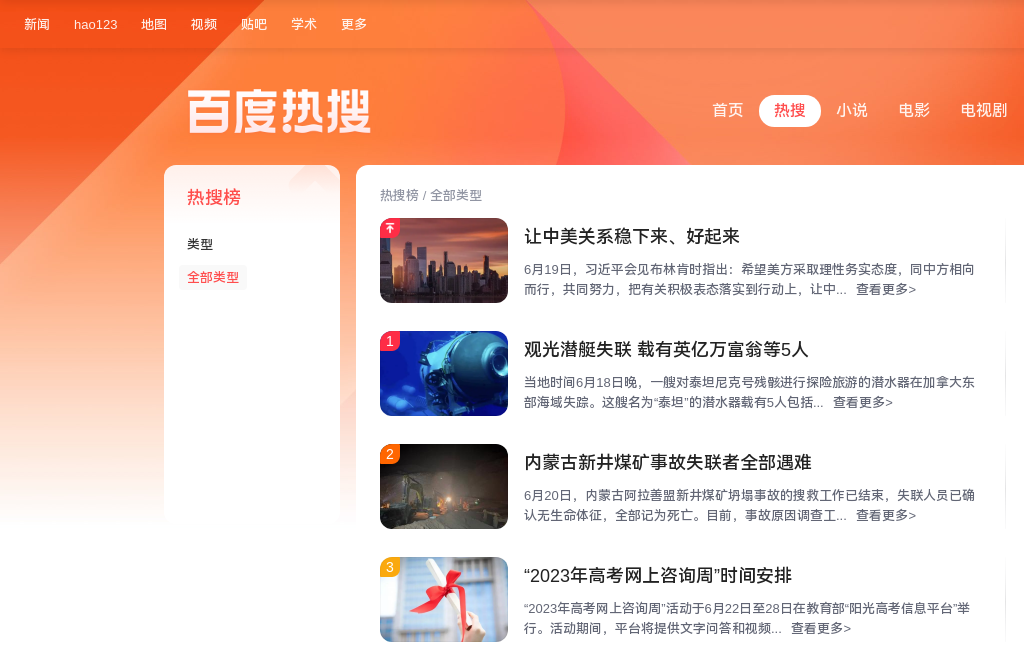 新闻 hao123 地图 视频 贴吧 学术 更多
百度热搜
首页 热搜 小说 电影 电视剧
热搜榜
类型
全部类型
热搜榜 / 全部类型
让中美关系稳下来、好起来
6月19日，习近平会见布林肯时指出：希望美方采取理性务实态度，同中方相向
而行，共同努力，把有关积极表态落实到行动上，让中... 查看更多>
1
观光潜艇失联 载有英亿万富翁等5人
当地时间6月18日晚，一艘对泰坦尼克号残骸进行探险旅游的潜水器在加拿大东
部海域失踪。这艘名为“泰坦”的潜水器载有5人包括... 查看更多>
2
内蒙古新井煤矿事故失联者全部遇难
6月20日，内蒙古阿拉善盟新井煤矿坍塌事故的搜救工作已结束，失联人员已确
认无生命体征，全部记为死亡。目前，事故原因调查工... 查看更多>
3
“2023年高考网上咨询周”时间安排
“2023年高考网上咨询周”活动于6月22日至28日在教育部“阳光高考信息平台”举
行。活动期间，平台将提供文字问答和视频... 查看更多>